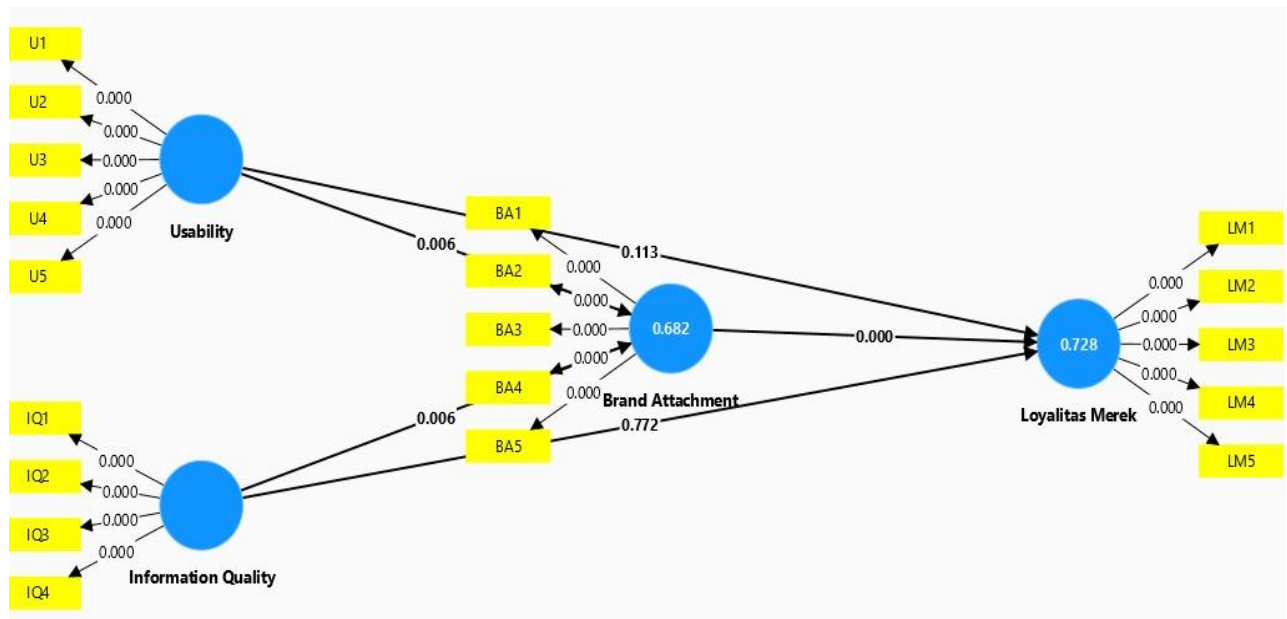 U1
0.000
U2
0.000
U3
0.000
U4
0.000
U5
0.000
Usability
0.006
0.113
BA1
0.000
BA2
0.000
BA3
0.000
BA4
0.000
BA5
0.000
0.682
Brand Attachment
0.000
0.006
0.772
IQ1
0.000
IQ2
0.000
IQ3
0.000
IQ4
0.000
Information Quality
0.728
Loyalitas Merek
LM1
0.000
LM2
0.000
LM3
0.000
LM4
0.000
LM5
0.000